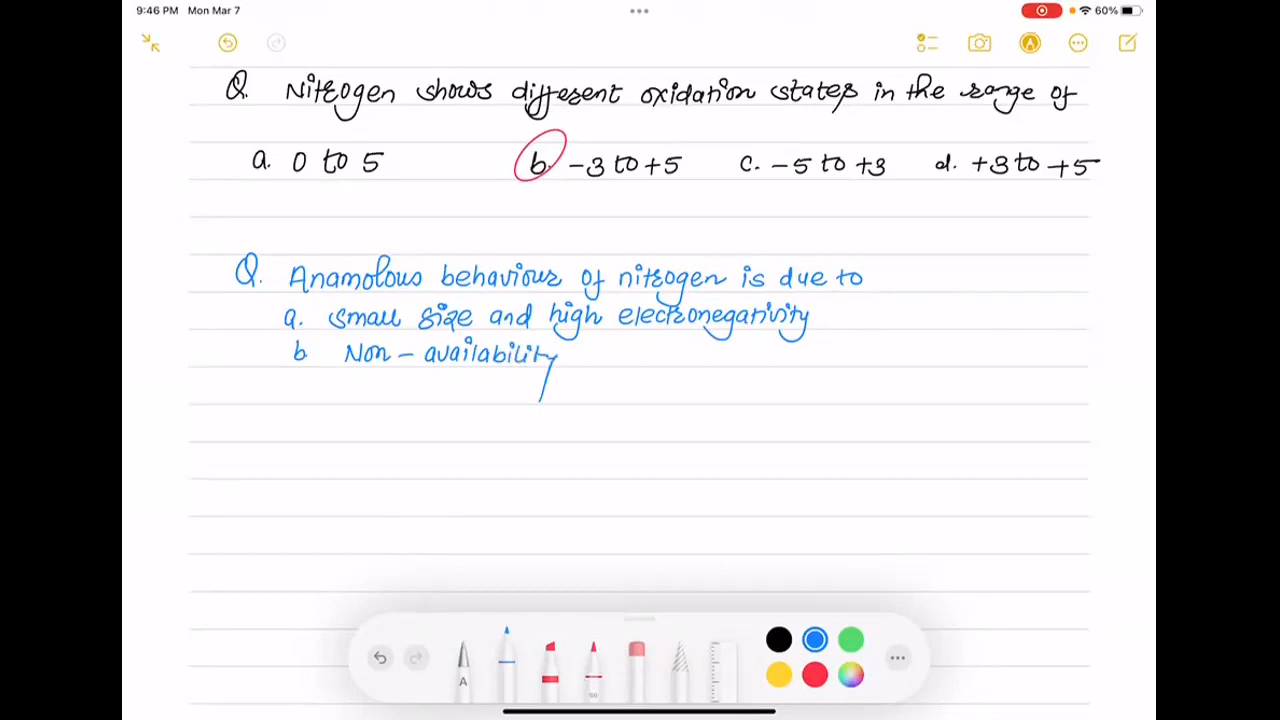 9:46 PM Mon Mar 7
60%
Q. Nitrogen shows different oxidation states in the range of
a. 0 to 5 b. -3 to +5 c. -5 to +3 d. +3 to +5
Q. Anamolous behaviour of nitrogen is due to
a. small size and high electronegativity
b Non - availability
A